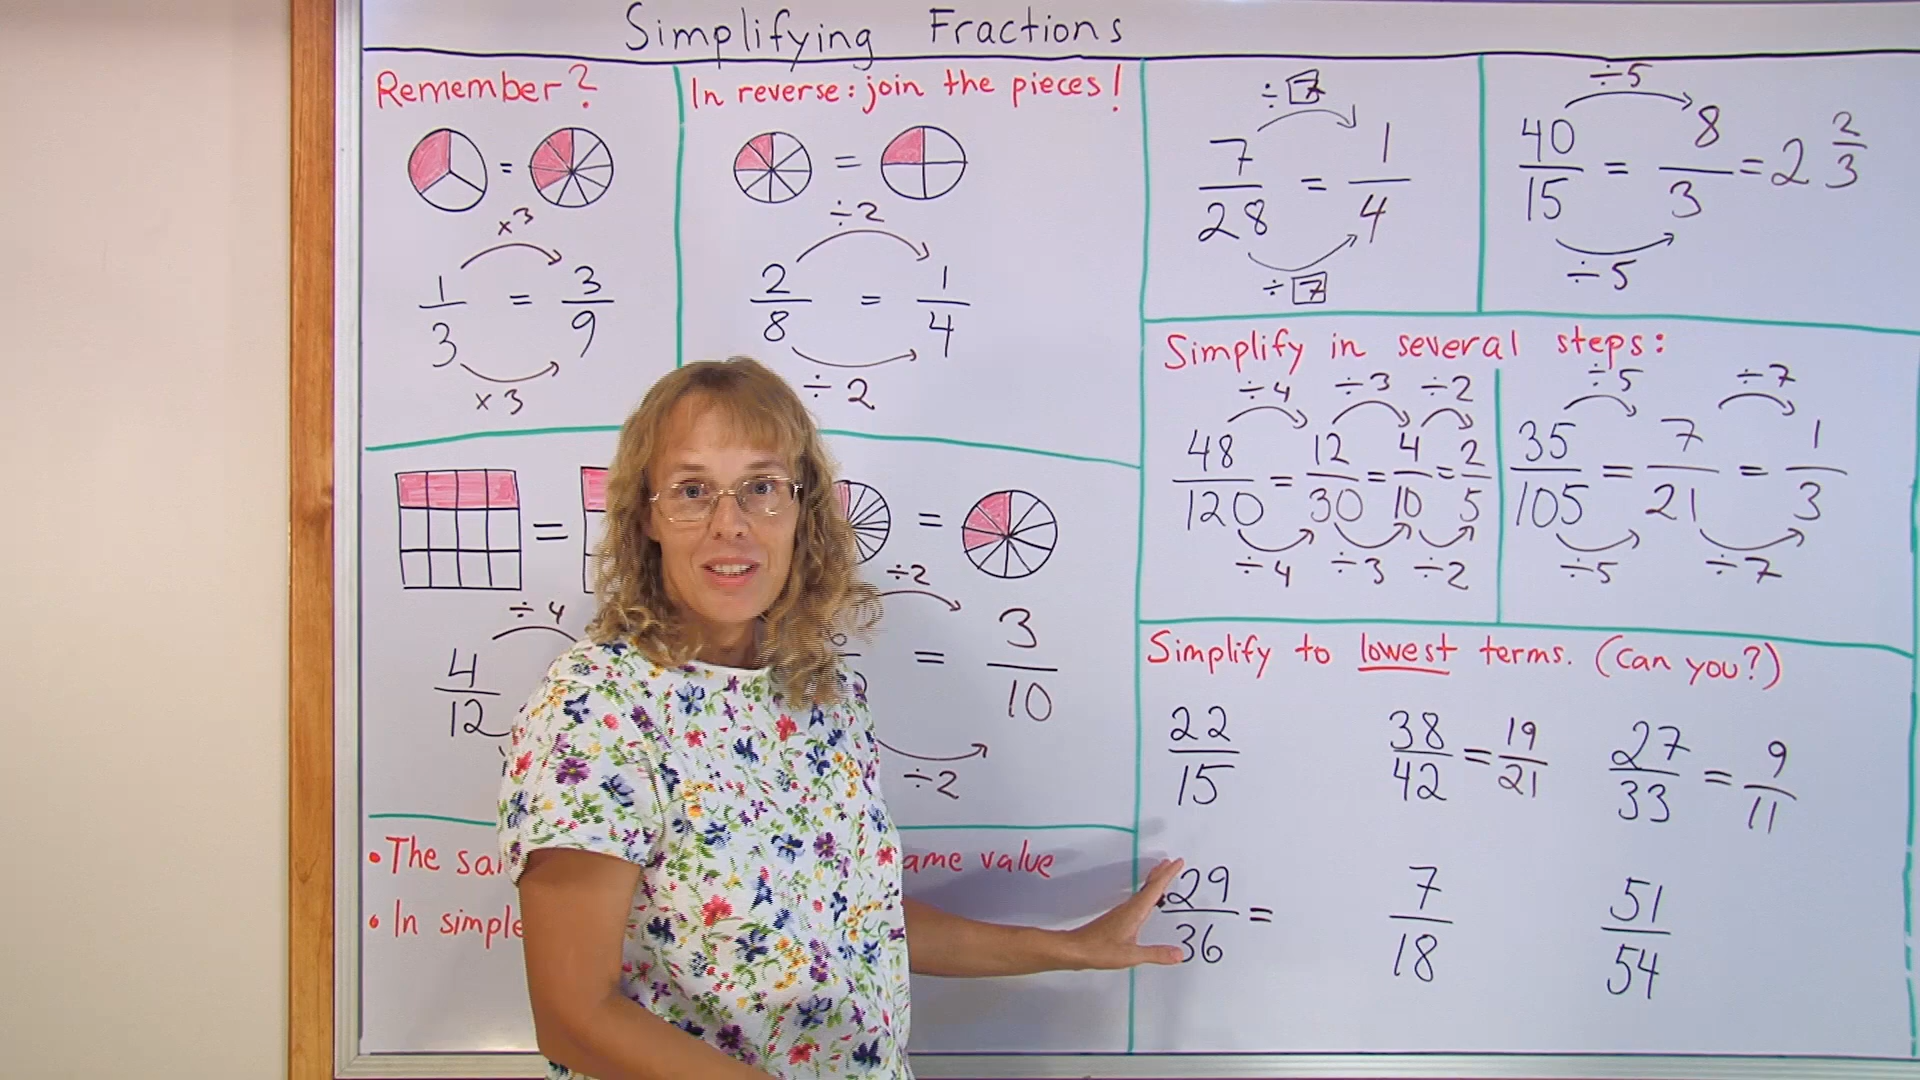 Simplifying Fractions
Remember?
×3
1/3 = 3/9
×3
In reverse: join the pieces!
=
÷2
2/8 = 1/4
÷2
÷7
7/28 = 1/4
÷7
÷5
40/15 = 8/3 = 2 2/3
÷5
Simplify in several steps:
÷4 ÷3 ÷2
48/120 = 12/30 = 4/10 = 2/5
÷4 ÷3 ÷2
÷5 ÷7
35/105 = 7/21 = 1/3
÷5 ÷7
=
÷4
4/12
=
÷2
= 3/10
÷2
Simplify to lowest terms. (Can you?)
22/15 38/42 = 19/21 27/33 = 9/11
29/36 = 7/18 51/54
• The value
• In